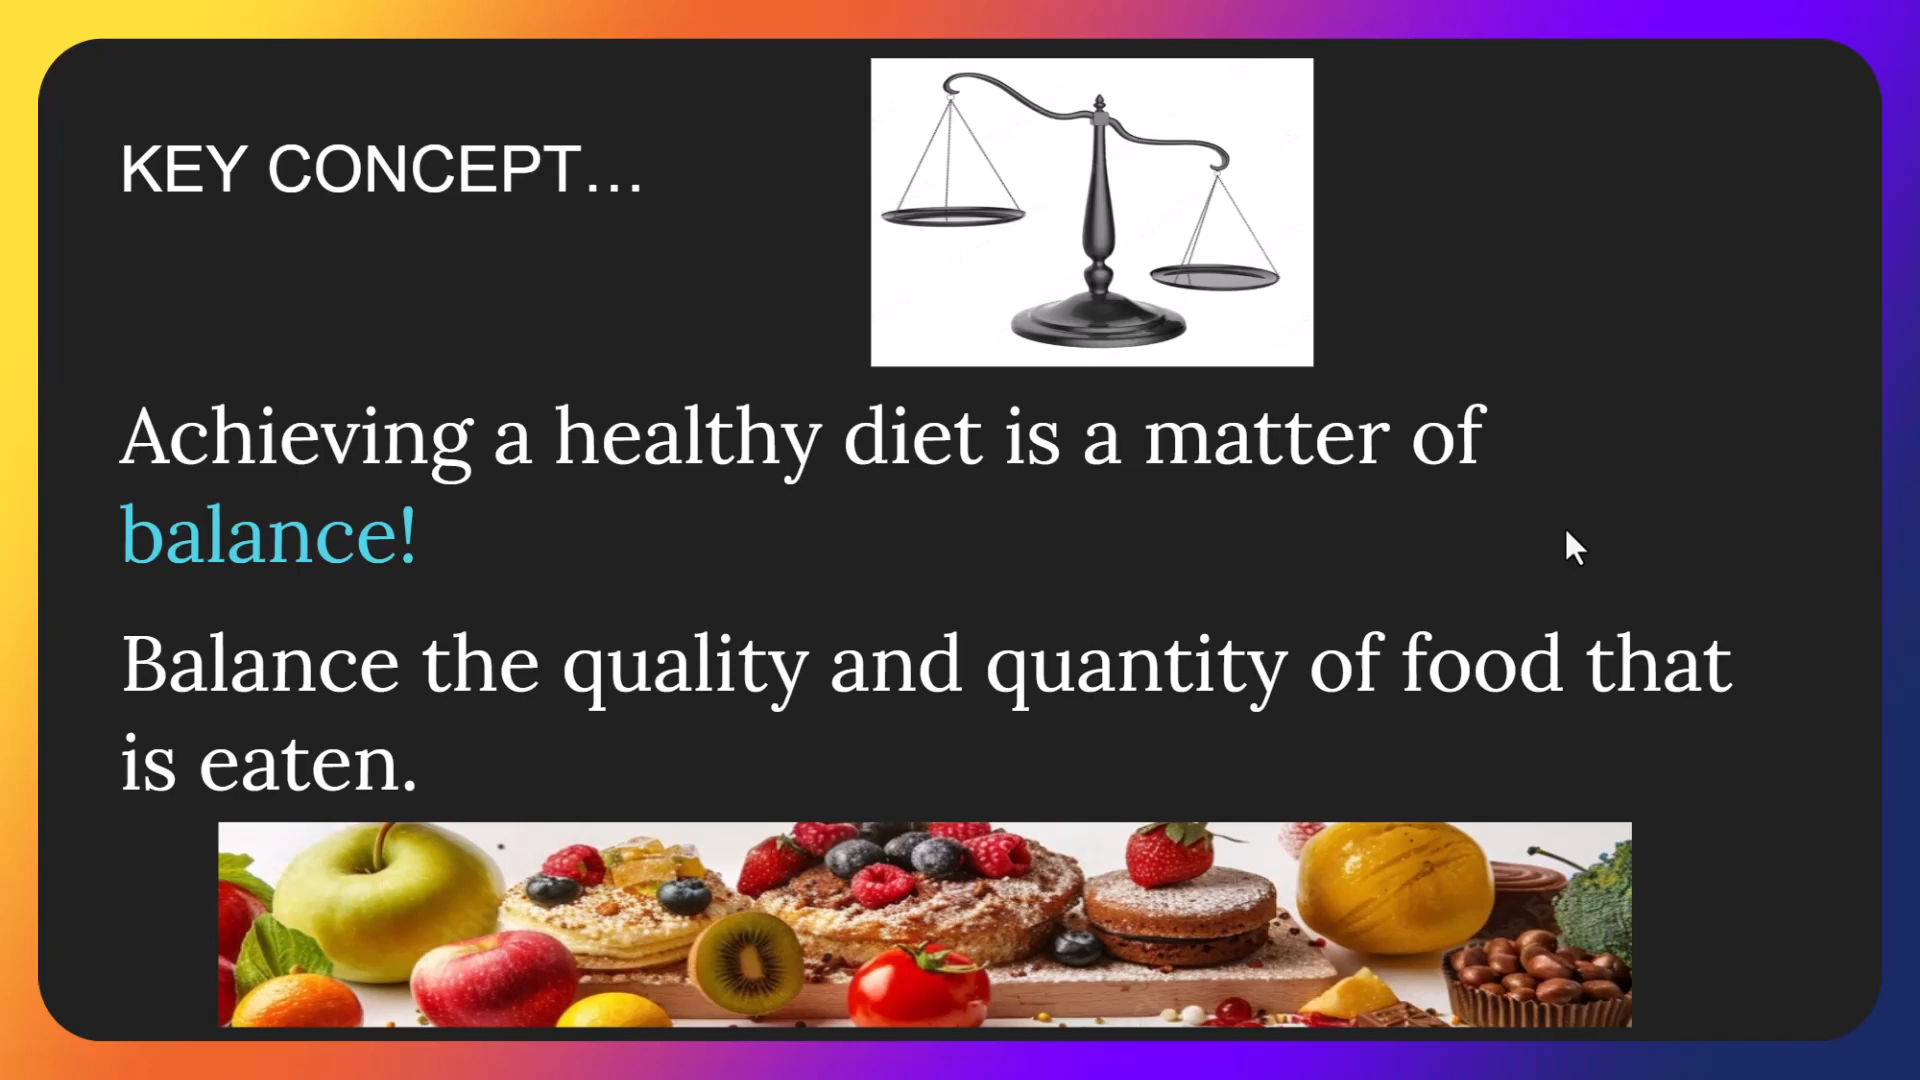 KEY CONCEPT…
Achieving a healthy diet is a matter of
balance!
Balance the quality and quantity of food that
is eaten.